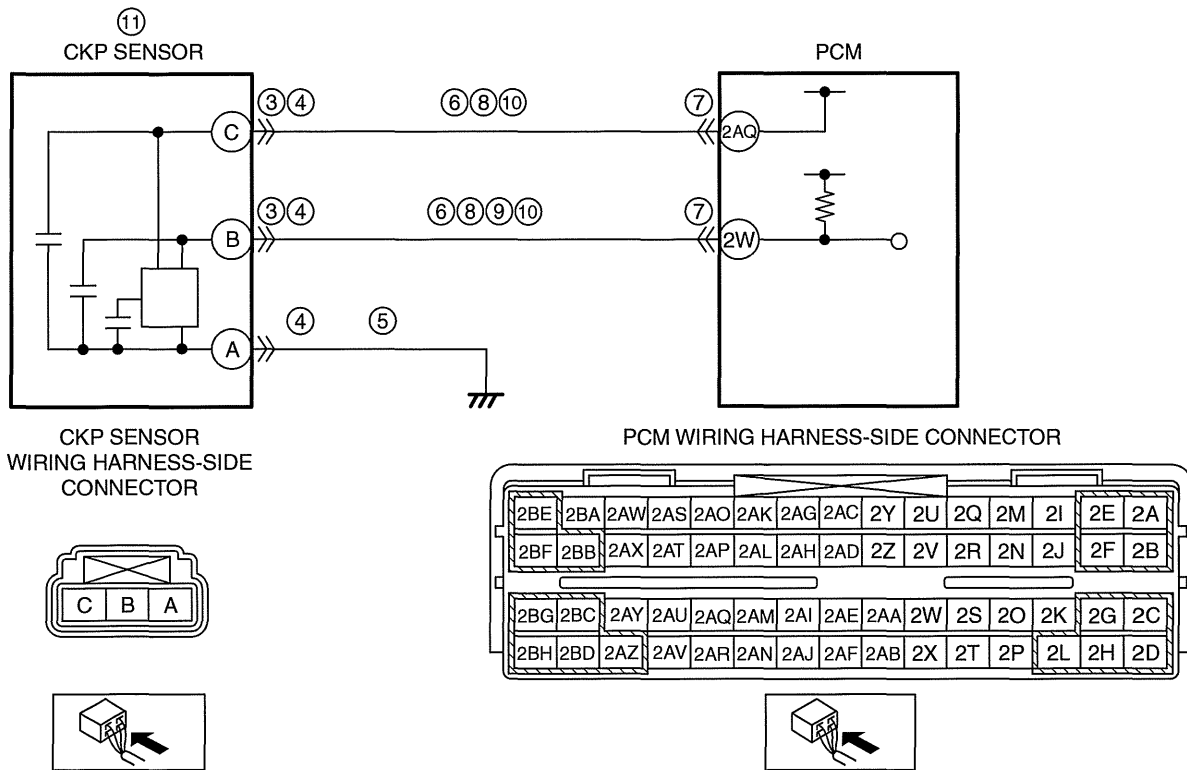 ⑪
CKP SENSOR
PCM
C ③④ ⑥⑧⑩ ⑦ 2AQ
B ③④ ⑥⑧⑨⑩ ⑦ 2W
A ④ ⑤
CKP SENSOR
WIRING HARNESS-SIDE
CONNECTOR
C B A
PCM WIRING HARNESS-SIDE CONNECTOR
2BE 2BA 2AW 2AS 2AO 2AK 2AG 2AC 2Y 2U 2Q 2M 2I 2E 2A
2BF 2BB 2AX 2AT 2AP 2AL 2AH 2AD 2Z 2V 2R 2N 2J 2F 2B
2BG 2BC 2AY 2AU 2AQ 2AM 2AI 2AE 2AA 2W 2S 2O 2K 2G 2C
2BH 2BD 2AZ 2AV 2AR 2AN 2AJ 2AF 2AB 2X 2T 2P 2L 2H 2D